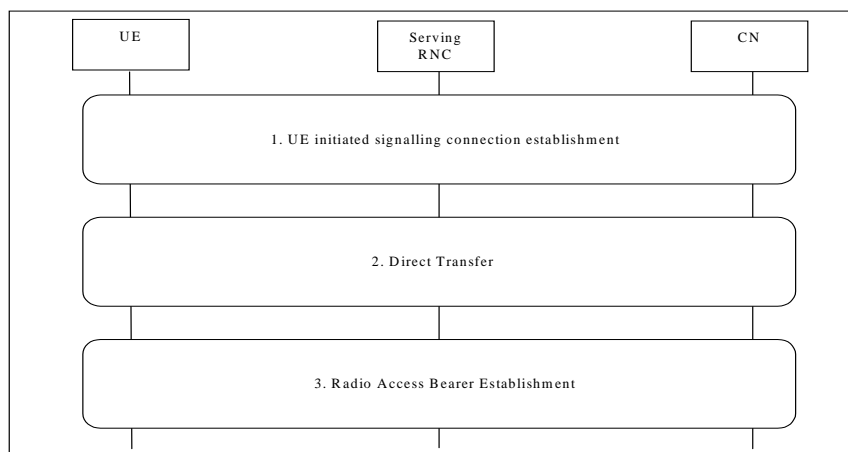 UE
Serving
RNC
CN
1. UE initiated signalling connection establishment
2. Direct Transfer
3. Radio Access Bearer Establishment